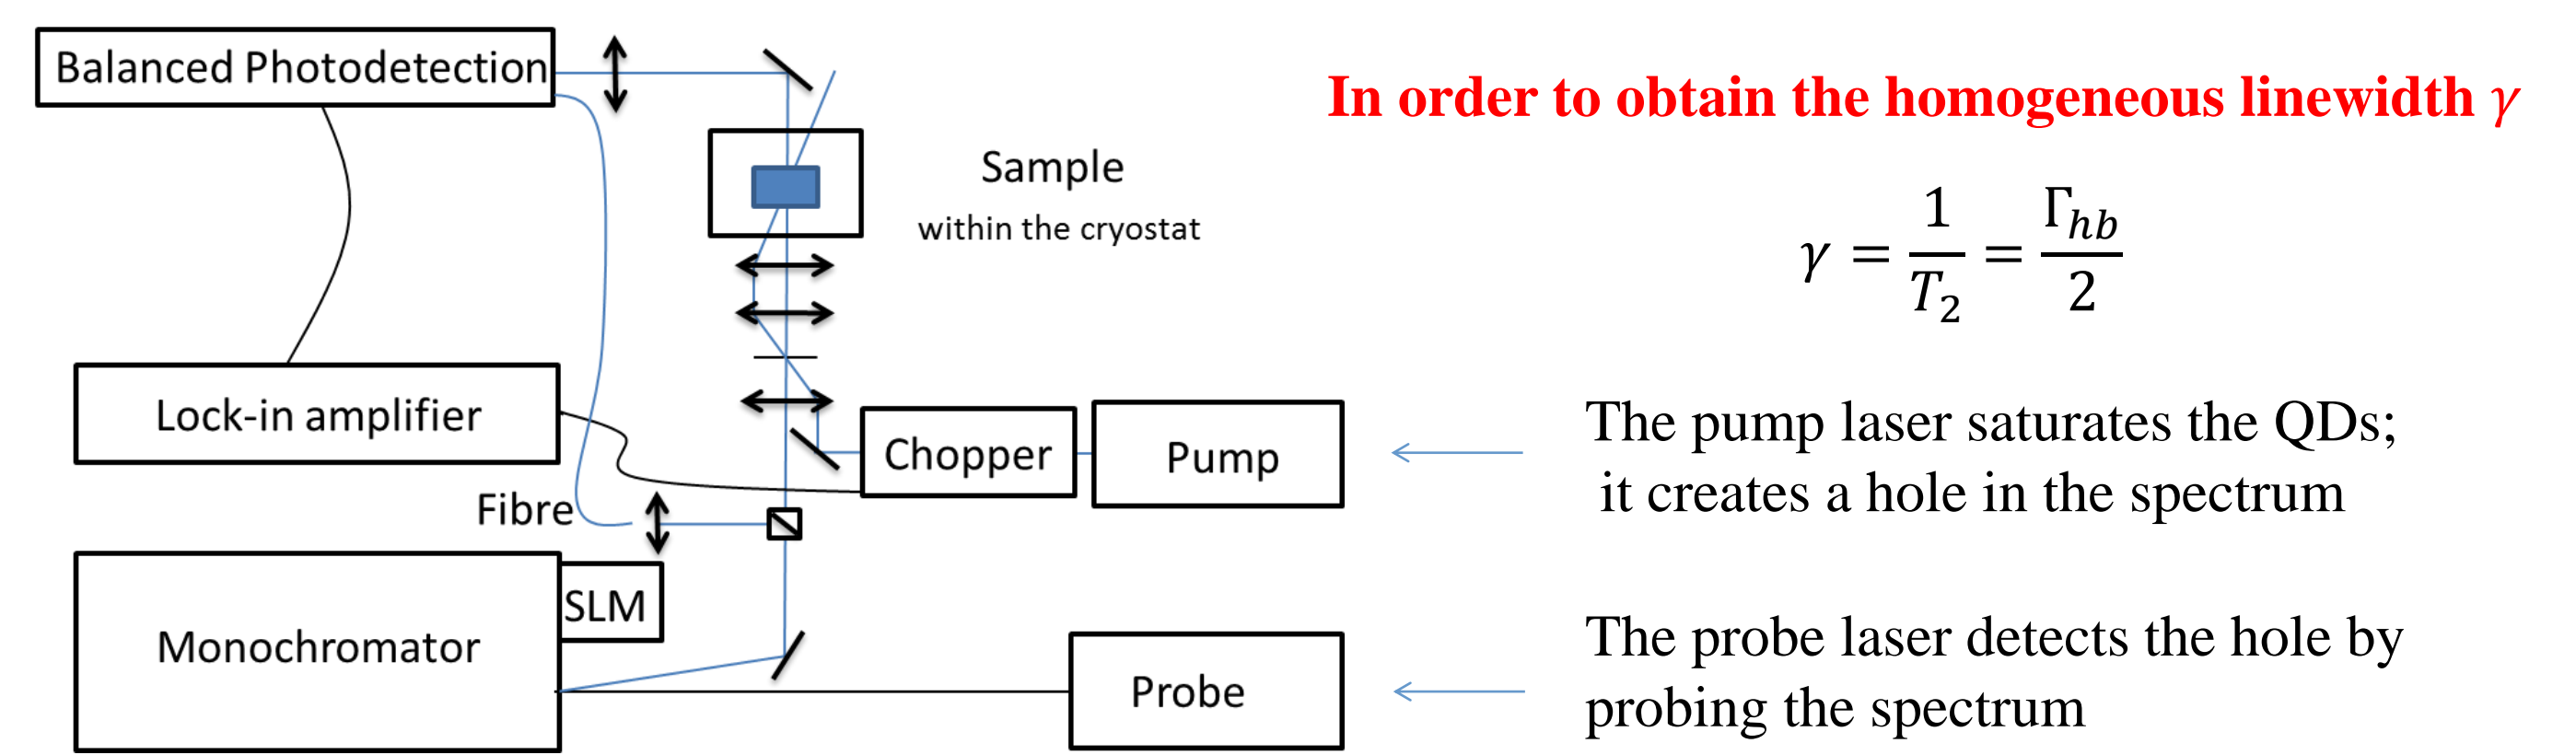 Balanced Photodetection
In order to obtain the homogeneous linewidth γ
Sample
within the cryostat
γ = 1/T₂ = Γₕb/2
Lock-in amplifier
Chopper
Pump
The pump laser saturates the QDs;
it creates a hole in the spectrum
Fibre
SLM
Monochromator
Probe
The probe laser detects the hole by
probing the spectrum